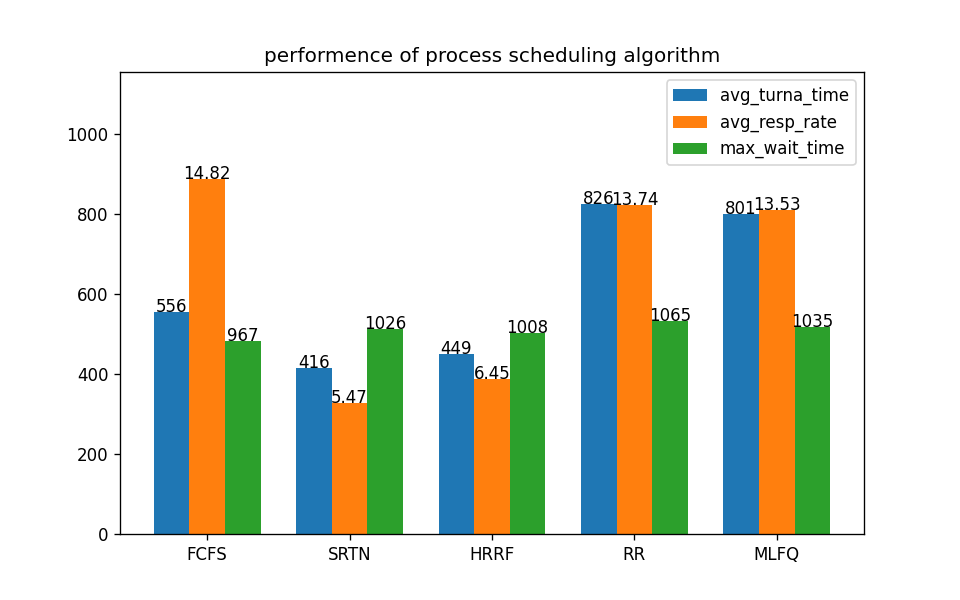 performence of process scheduling algorithm
avg_turna_time
avg_resp_rate
max_wait_time
1000
800
600
400
200
0
556
14.82
967
416
5.47
1026
449
6.45
1008
826
13.74
1065
801
13.53
1035
FCFS
SRTN
HRRF
RR
MLFQ